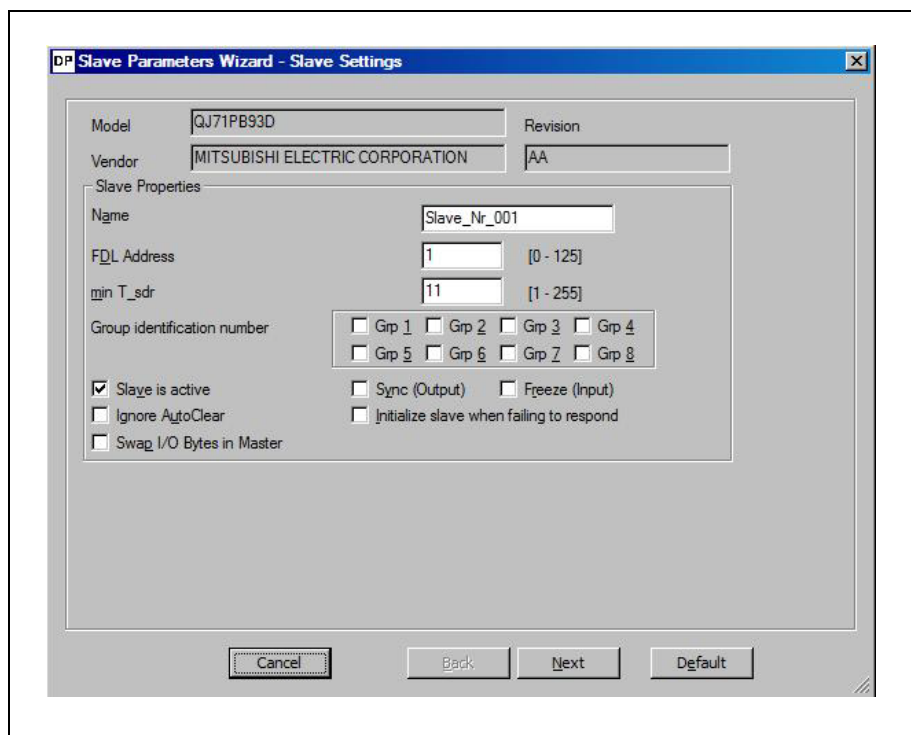 DP Slave Parameters Wizard - Slave Settings
Model QJ71PB93D Revision
Vendor MITSUBISHI ELECTRIC CORPORATION AA
Slave Properties
Name Slave_Nr_001
FDL Address 1 [0 - 125]
min T_sdr 11 [1 - 255]
Group identification number Grp 1 Grp 2 Grp 3 Grp 4
Grp 5 Grp 6 Grp 7 Grp 8
Slave is active Sync (Output) Freeze (Input)
Ignore AutoClear Initialize slave when failing to respond
Swap I/O Bytes in Master
Cancel Back Next Default